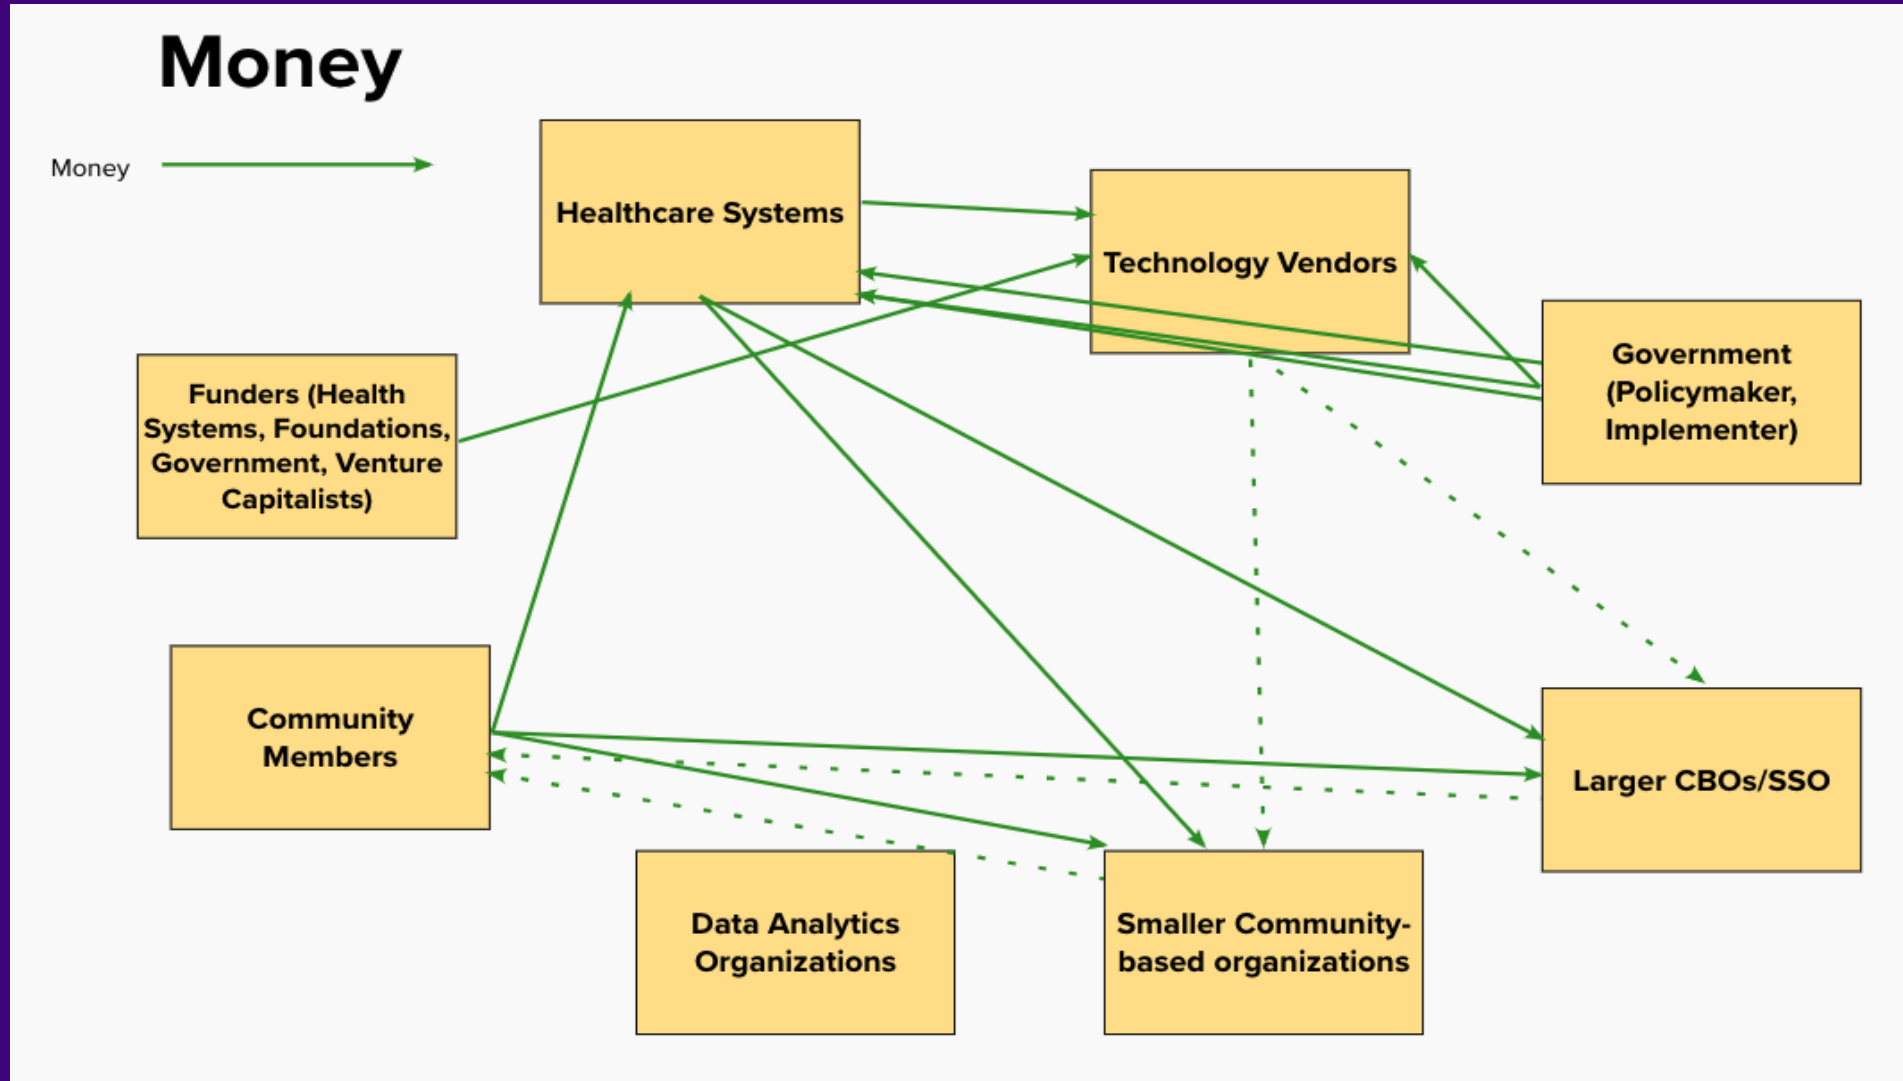 Money
Money
Healthcare Systems
Technology Vendors
Government
(Policymaker,
Implementer)
Funders (Health
Systems, Foundations,
Government, Venture
Capitalists)
Community
Members
Larger CBOs/SSO
Data Analytics
Organizations
Smaller Community-
based organizations